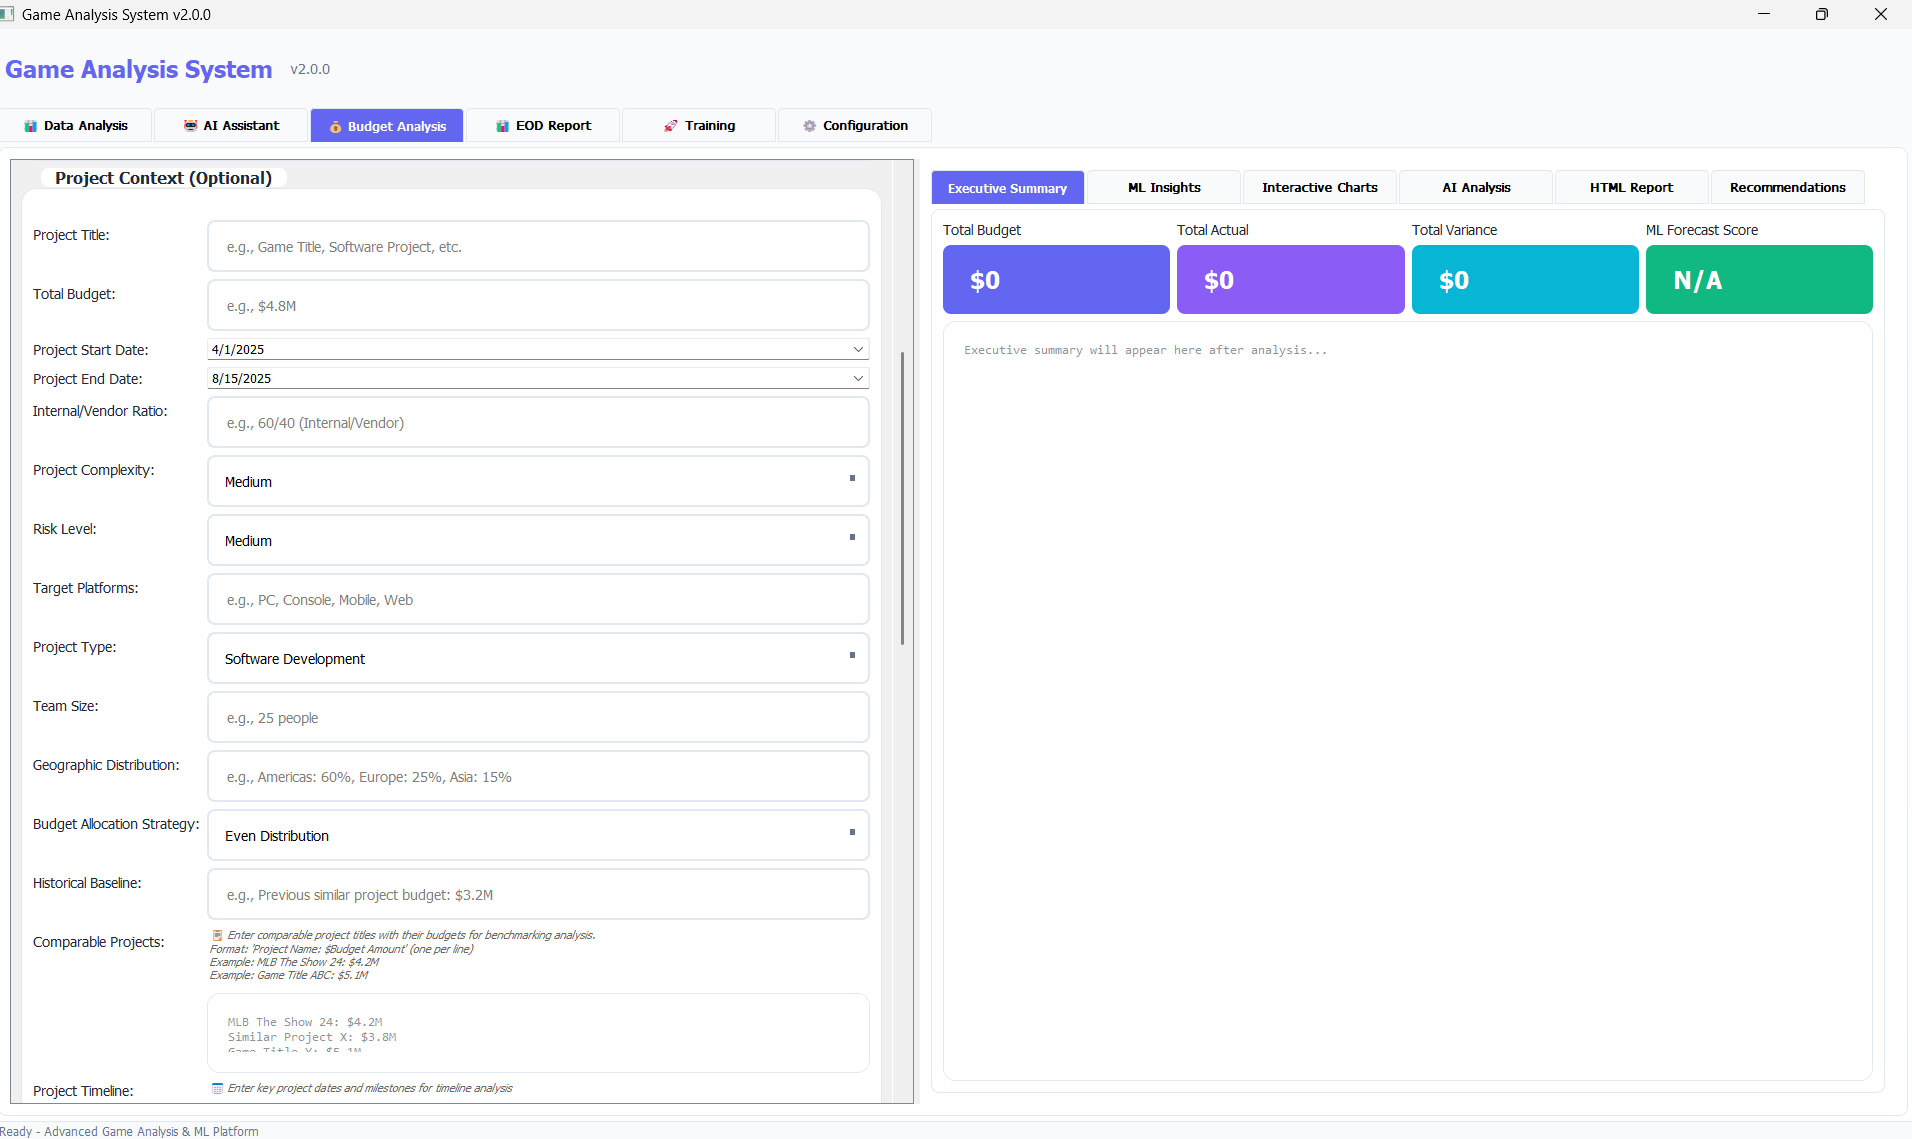 Game Analysis System v2.0.0
Game Analysis System v2.0.0
Data Analysis
AI Assistant
Budget Analysis
EOD Report
Training
Configuration
Project Context (Optional)
Project Title:
e.g., Game Title, Software Project, etc.
Total Budget:
e.g., $4.8M
Project Start Date:
4/1/2025
Project End Date:
8/15/2025
Internal/Vendor Ratio:
e.g., 60/40 (Internal/Vendor)
Project Complexity:
Medium
Risk Level:
Medium
Target Platforms:
e.g., PC, Console, Mobile, Web
Project Type:
Software Development
Team Size:
e.g., 25 people
Geographic Distribution:
e.g., Americas: 60%, Europe: 25%, Asia: 15%
Budget Allocation Strategy:
Even Distribution
Historical Baseline:
e.g., Previous similar project budget: $3.2M
Comparable Projects:
Enter comparable project titles with their budgets for benchmarking analysis.
Format: 'Project Name: $Budget Amount' (one per line)
Example: MLB The Show 24: $4.2M
Example: Game Title ABC: $5.1M
MLB The Show 24: $4.2M
Similar Project X: $3.8M
Game Title Y: $5.1M
Project Timeline:
Enter key project dates and milestones for timeline analysis
Executive Summary
ML Insights
Interactive Charts
AI Analysis
HTML Report
Recommendations
Total Budget
$0
Total Actual
$0
Total Variance
$0
ML Forecast Score
N/A
Executive summary will appear here after analysis...
Ready - Advanced Game Analysis & ML Platform